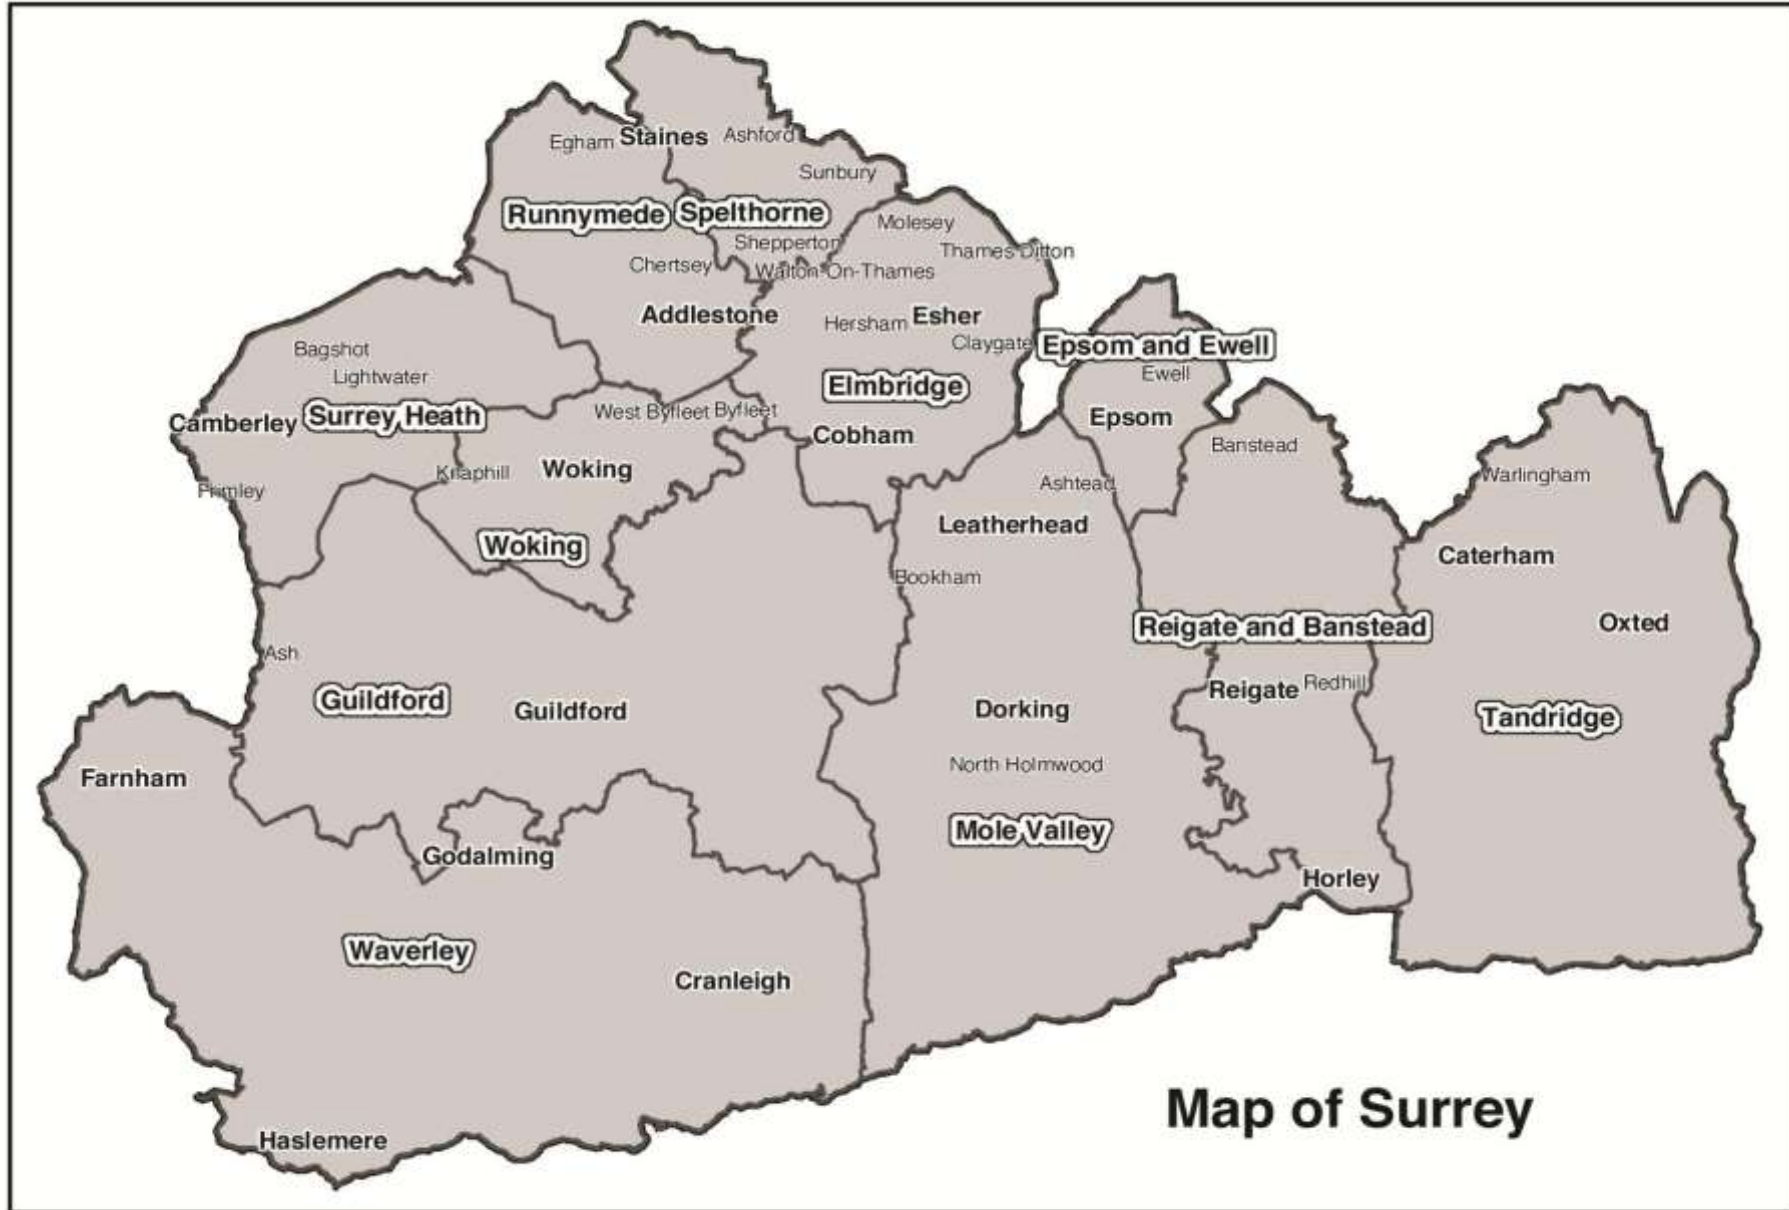 Egham
Staines
Ashford
Sunbury
Runnymede
Spelthorne
Molesey
Shepperton
Thames Ditton
Chertsey
Walton-On-Thames
Addlestone
Hersham
Esher
Claygate
Epsom and Ewell
Bagshot
Ewell
Lightwater
Elmbridge
Camberley
Surrey Heath
West Byfleet
Byfleet
Epsom
Cobham
Banstead
Knaphill
Woking
Warlingham
Frimley
Ashtead
Leatherhead
Woking
Caterham
Bookham
Reigate and Banstead
Oxted
Ash
Guildford
Guildford
Dorking
Reigate
Redhill
Tandridge
Farnham
North Holmwood
Mole Valley
Godalming
Horley
Waverley
Cranleigh
Map of Surrey
Haslemere